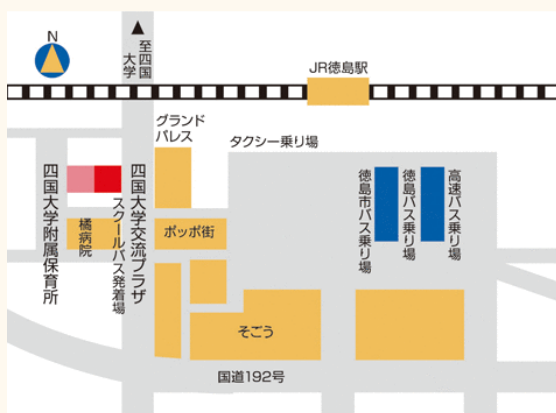 N
至四国
大学
JR徳島駅
グランド
パレス
タクシー乗り場
四国大学附属保育所
橘病院
スクールバス発着場
四国大学交流プラザ
ポッポ街
徳島市バス乗り場
徳島バス乗り場
高速バス乗り場
そごう
国道192号